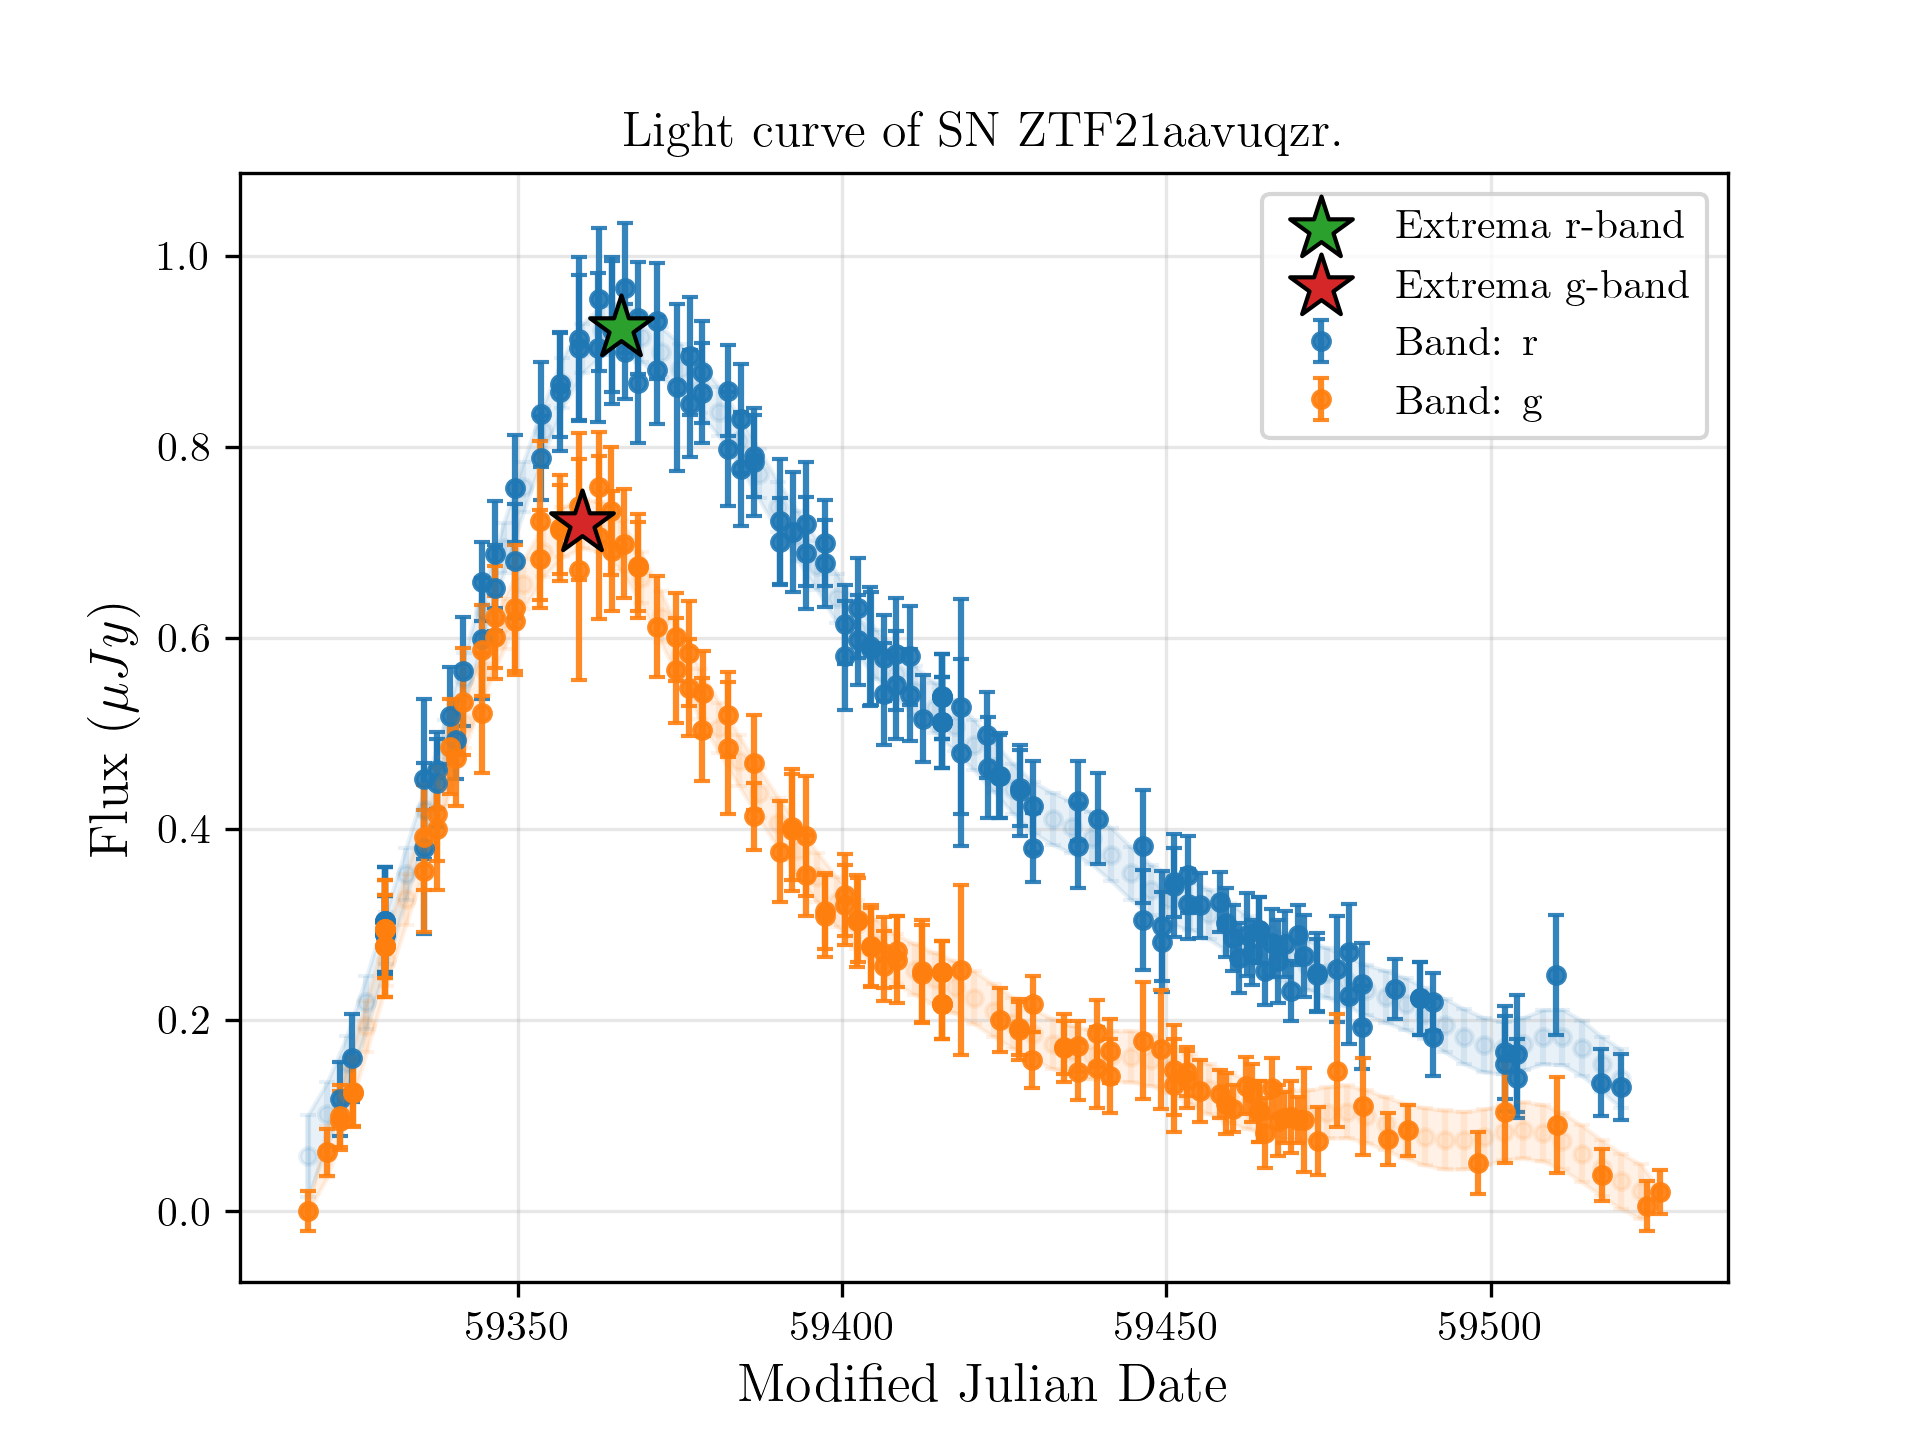 Light curve of SN ZTF21aavuqzr.
Extrema r-band
Extrema g-band
Band: r
Band: g
1.0
0.8
0.6
0.4
0.2
0.0
Flux (μJy)
59350 59400 59450 59500
Modified Julian Date